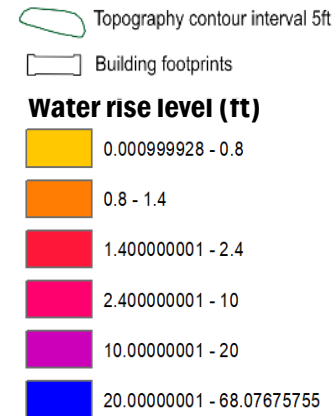 Topography contour interval 5ft
Building footprints
Water rise level (ft)
0.000999928 - 0.8
0.8 - 1.4
1.400000001 - 2.4
2.400000001 - 10
10.00000001 - 20
20.00000001 - 68.07675755